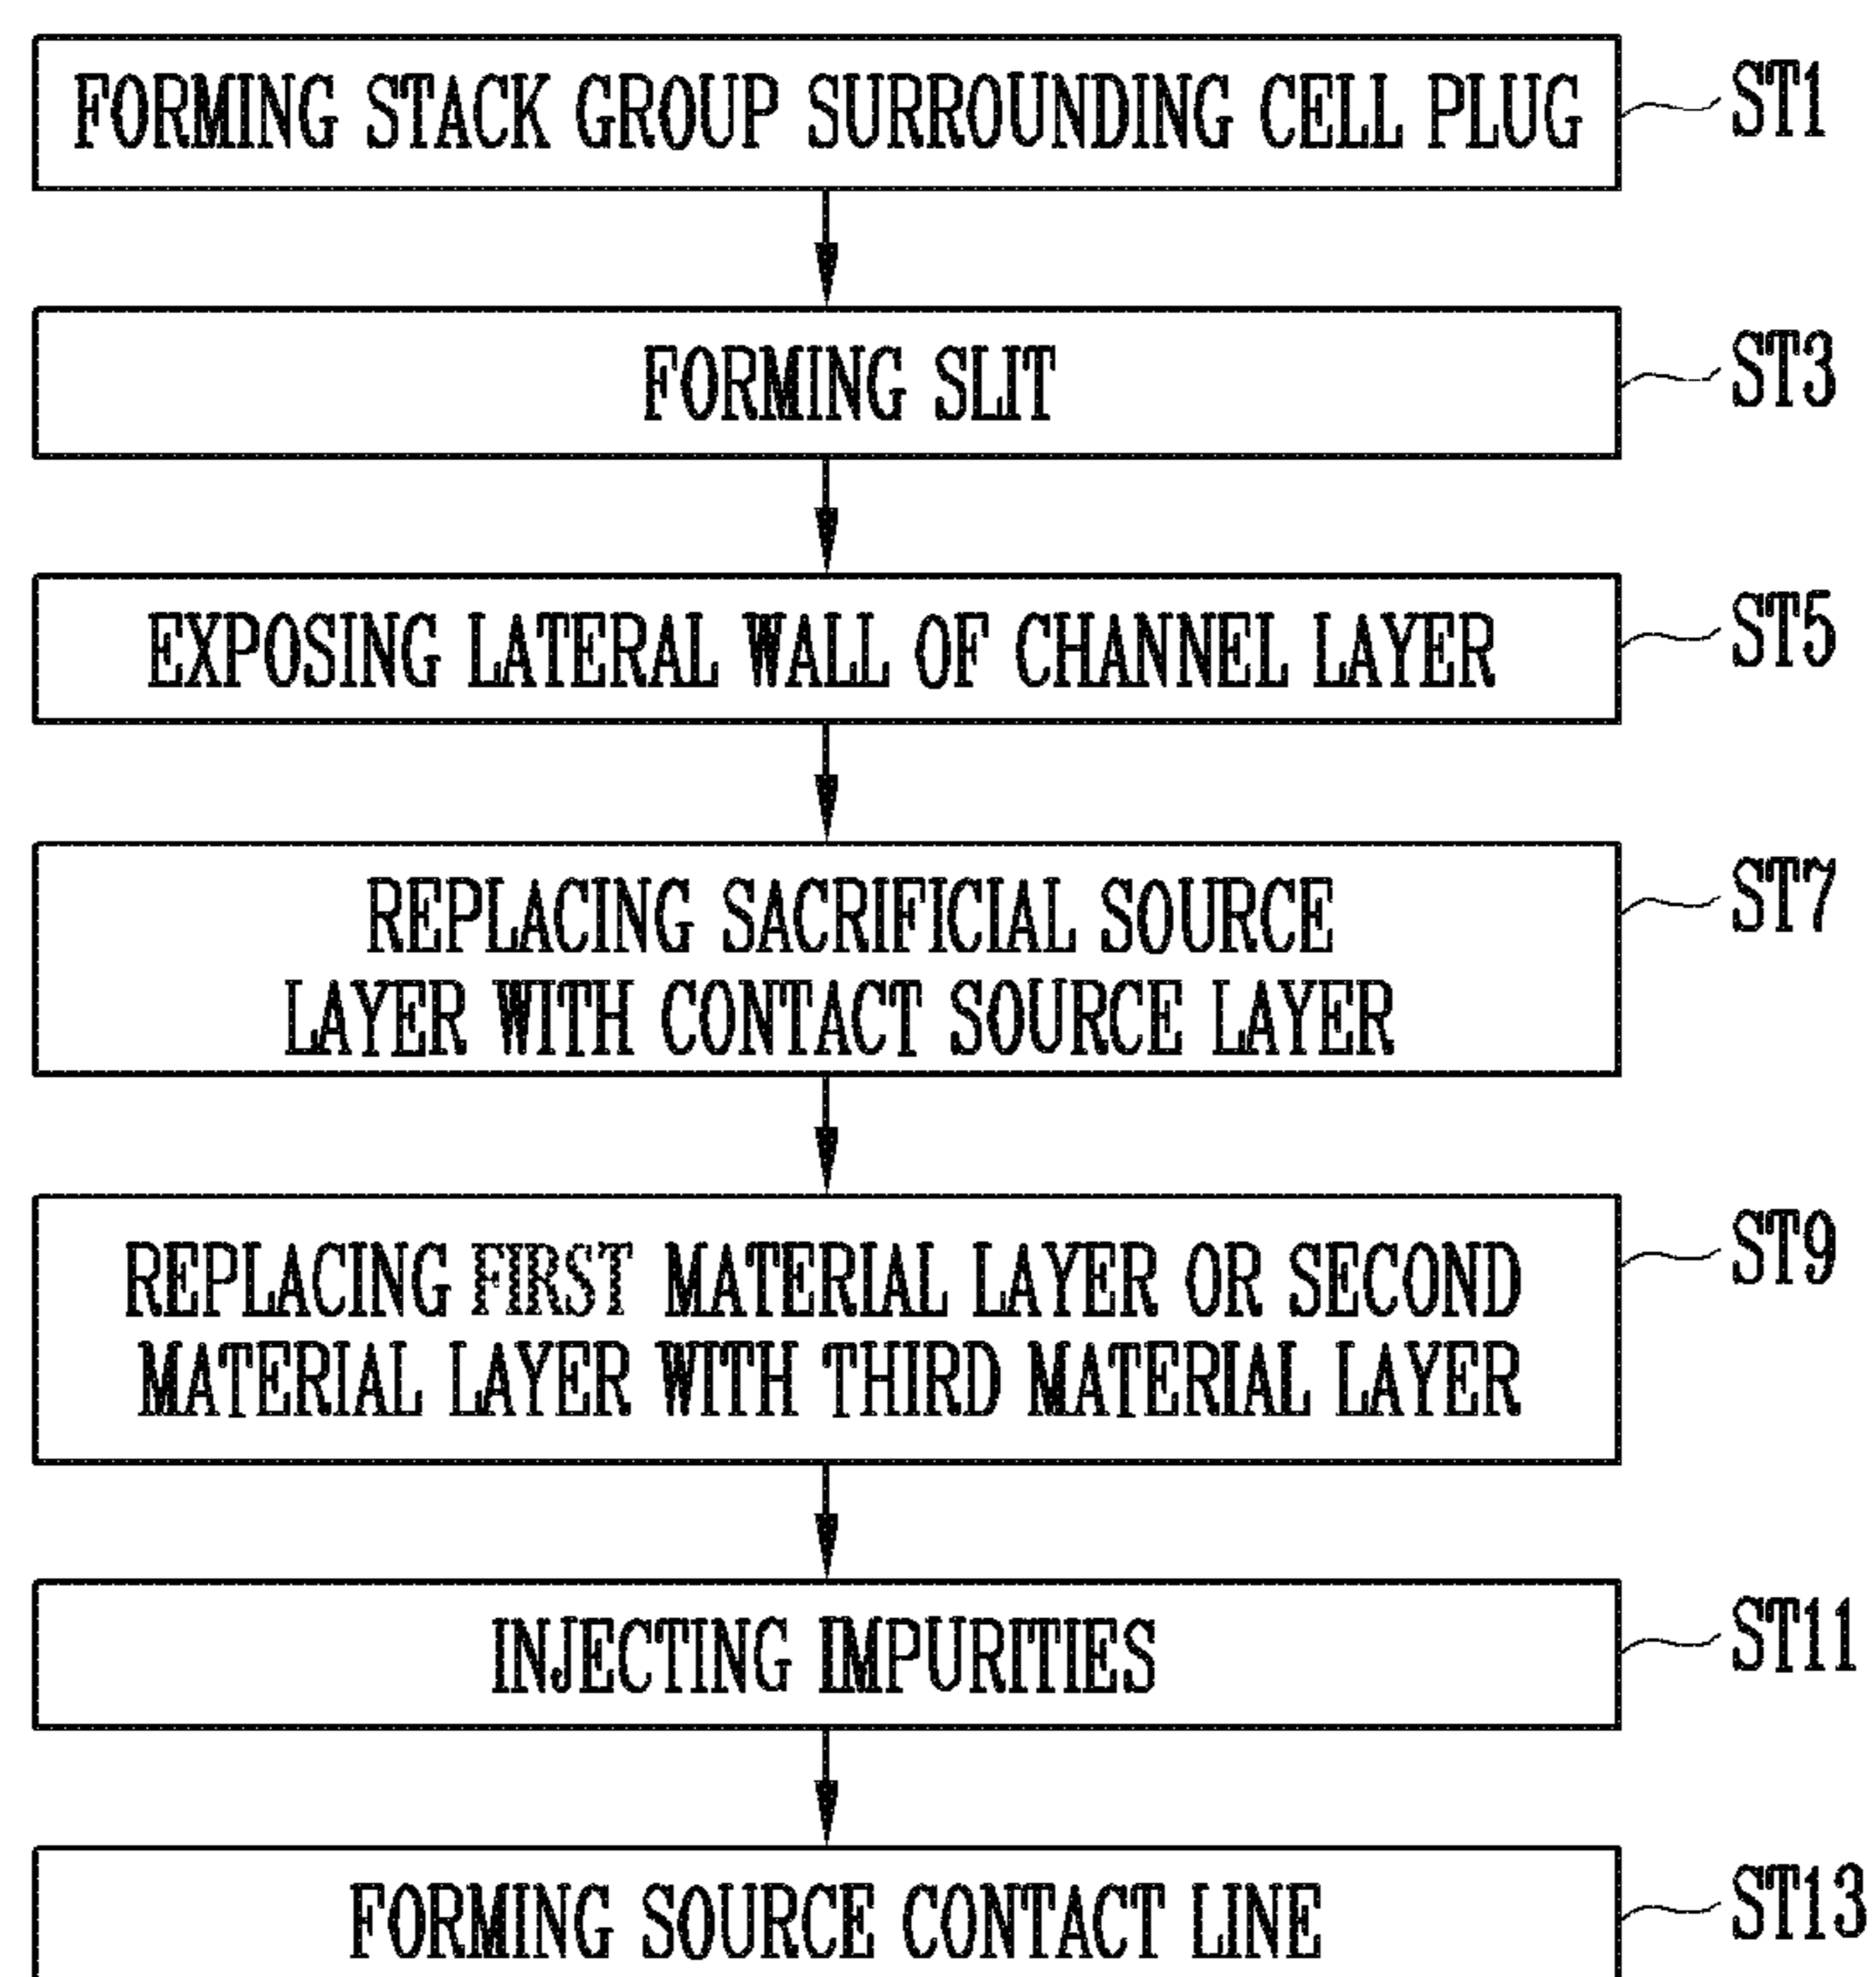 FORMING STACK GROUP SURROUNDING CELL PLUG
ST1
FORMING SLIT
ST3
EXPOSING LATERAL WALL OF CHANNEL LAYER
ST5
REPLACING SACRIFICIAL SOURCE
LAYER WITH CONTACT SOURCE LAYER
ST7
REPLACING FIRST MATERIAL LAYER OR SECOND
MATERIAL LAYER WITH THIRD MATERIAL LAYER
ST9
INJECTING IMPURITIES
ST11
FORMING SOURCE CONTACT LINE
ST13